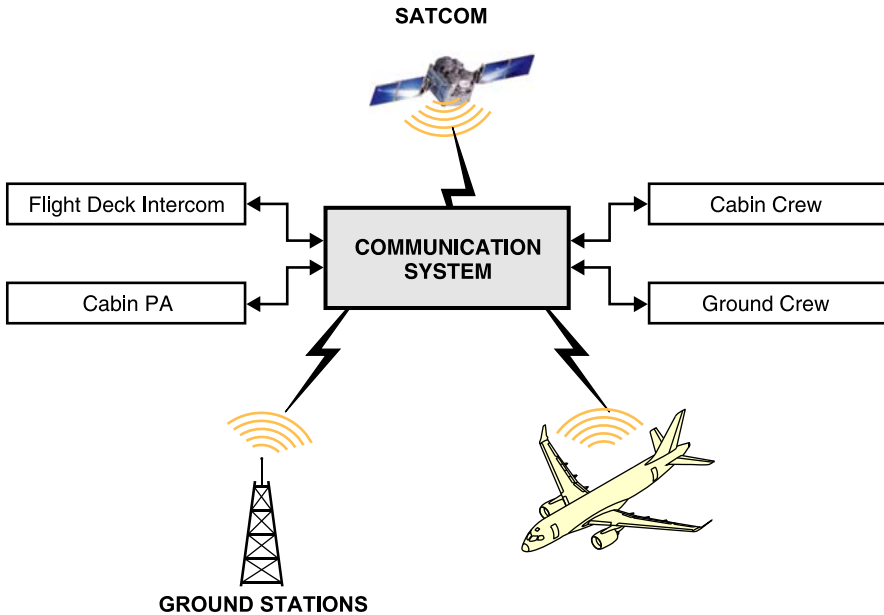 SATCOM
Flight Deck Intercom
Cabin Crew
COMMUNICATION
SYSTEM
Cabin PA
Ground Crew
GROUND STATIONS